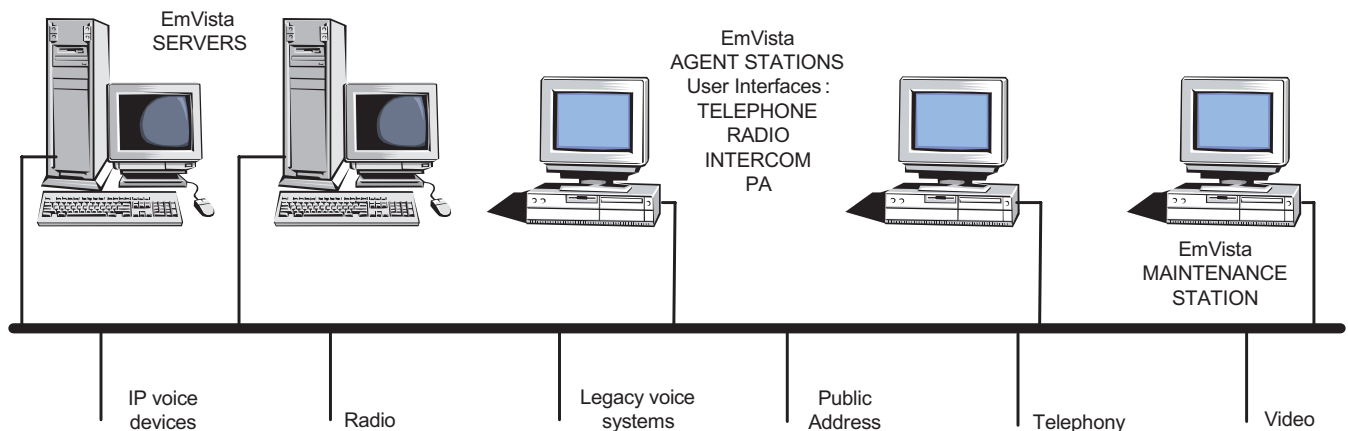 EmVista
SERVERS
EmVista
AGENT STATIONS
User Interfaces :
TELEPHONE
RADIO
INTERCOM
PA
EmVista
MAINTENANCE
STATION
IP voice
devices
Radio
Legacy voice
systems
Public
Address
Telephony
Video